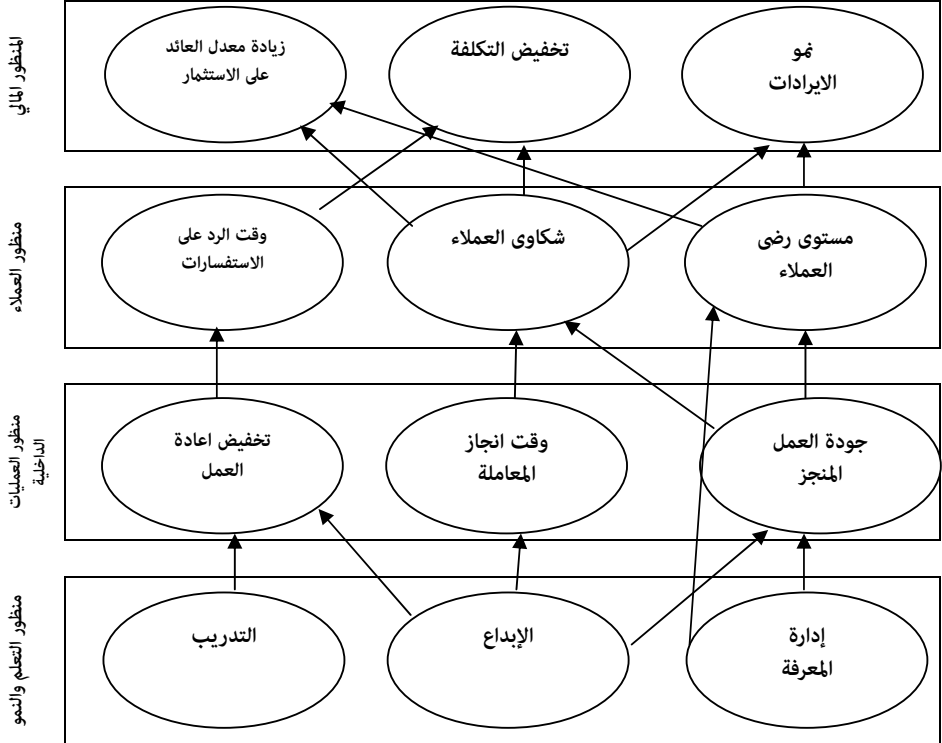 المنظور المالي
نمو
الايرادات
تخفيض التكلفة
زيادة معدل العائد
على الاستثمار
منظور العملاء
مستوى رضى
العملاء
شكاوى العملاء
وقت الرد على
الاستفسارات
منظور العمليات
الداخلية
جودة العمل
المنجز
وقت انجاز
المعاملة
تخفيض اعادة
العمل
منظور التعلم والنمو
إدارة
المعرفة
الإبداع
التدريب